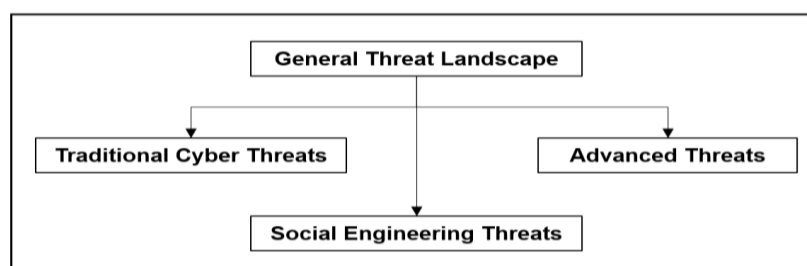 General Threat Landscape
Traditional Cyber Threats
Advanced Threats
Social Engineering Threats